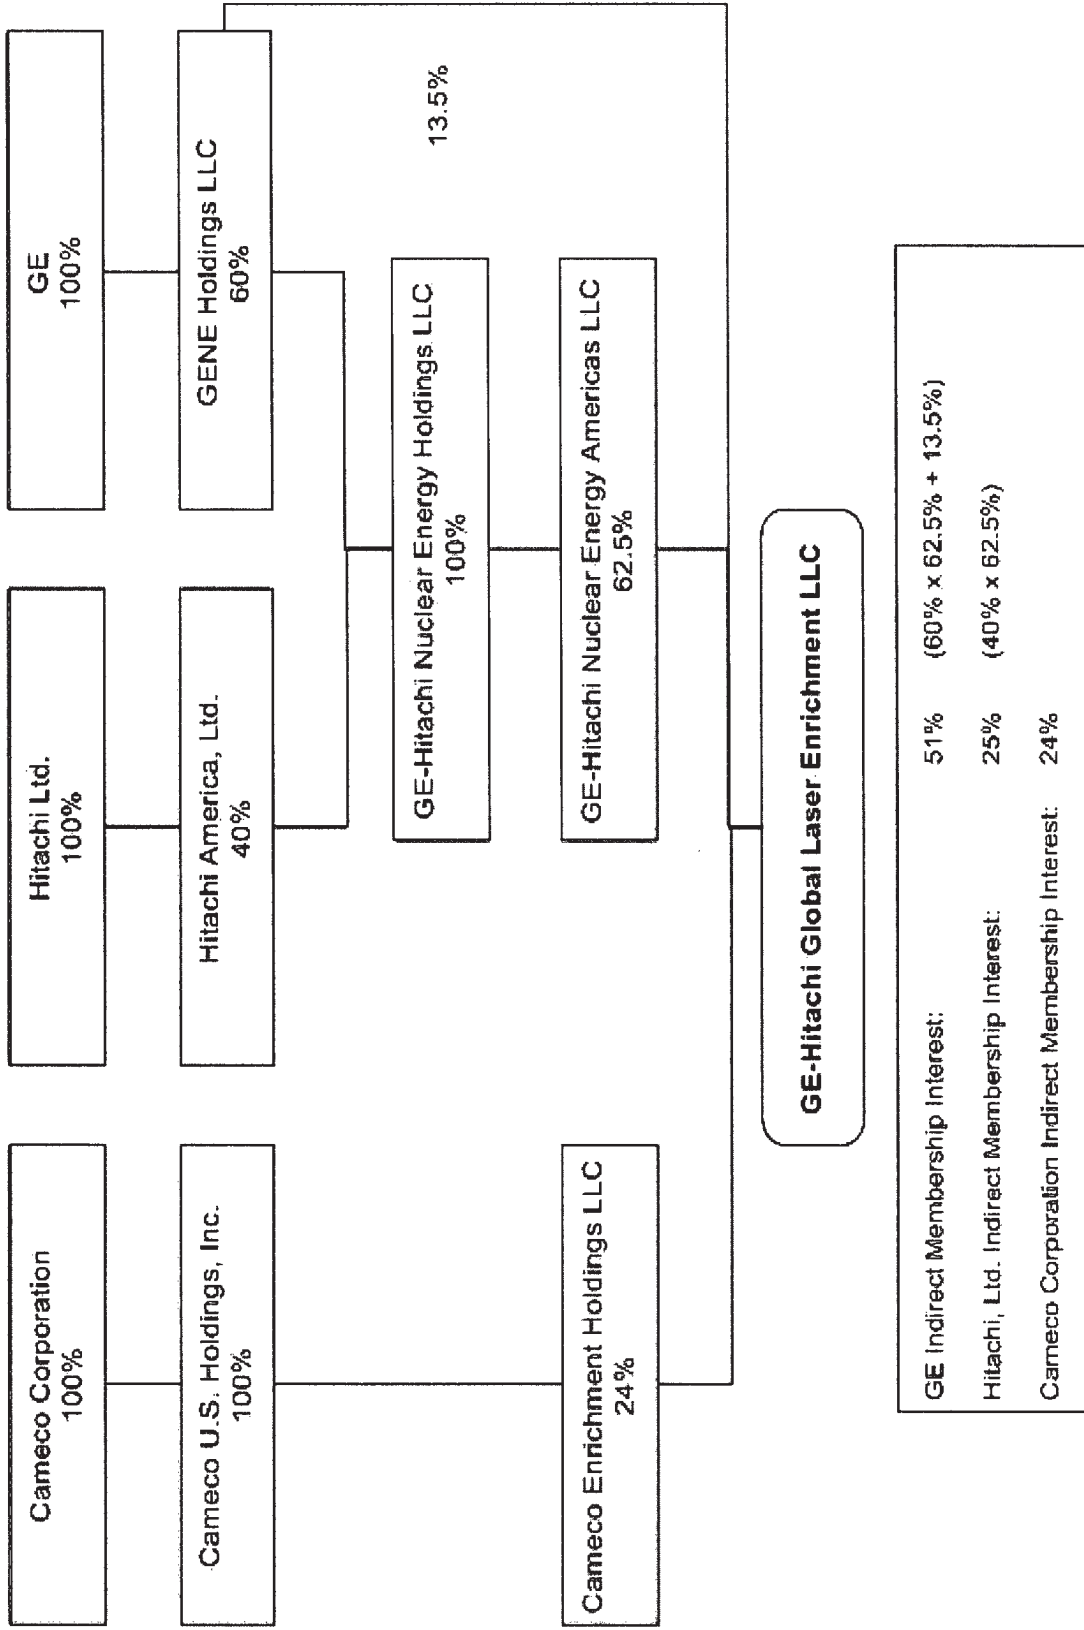 Cameco Corporation
100%
Hitachi Ltd.
100%
GE
100%
Cameco U.S. Holdings, Inc.
100%
Hitachi America, Ltd.
40%
GENE Holdings LLC
60%
GE-Hitachi Nuclear Energy Holdings LLC
100%
13.5%
Cameco Enrichment Holdings LLC
24%
GE-Hitachi Nuclear Energy Americas LLC
62.5%
GE-Hitachi Global Laser Enrichment LLC
GE Indirect Membership Interest: 51% (60% x 62.5% + 13.5%)
Hitachi, Ltd. Indirect Membership Interest: 25% (40% x 62.5%)
Cameco Corporation Indirect Membership Interest: 24%